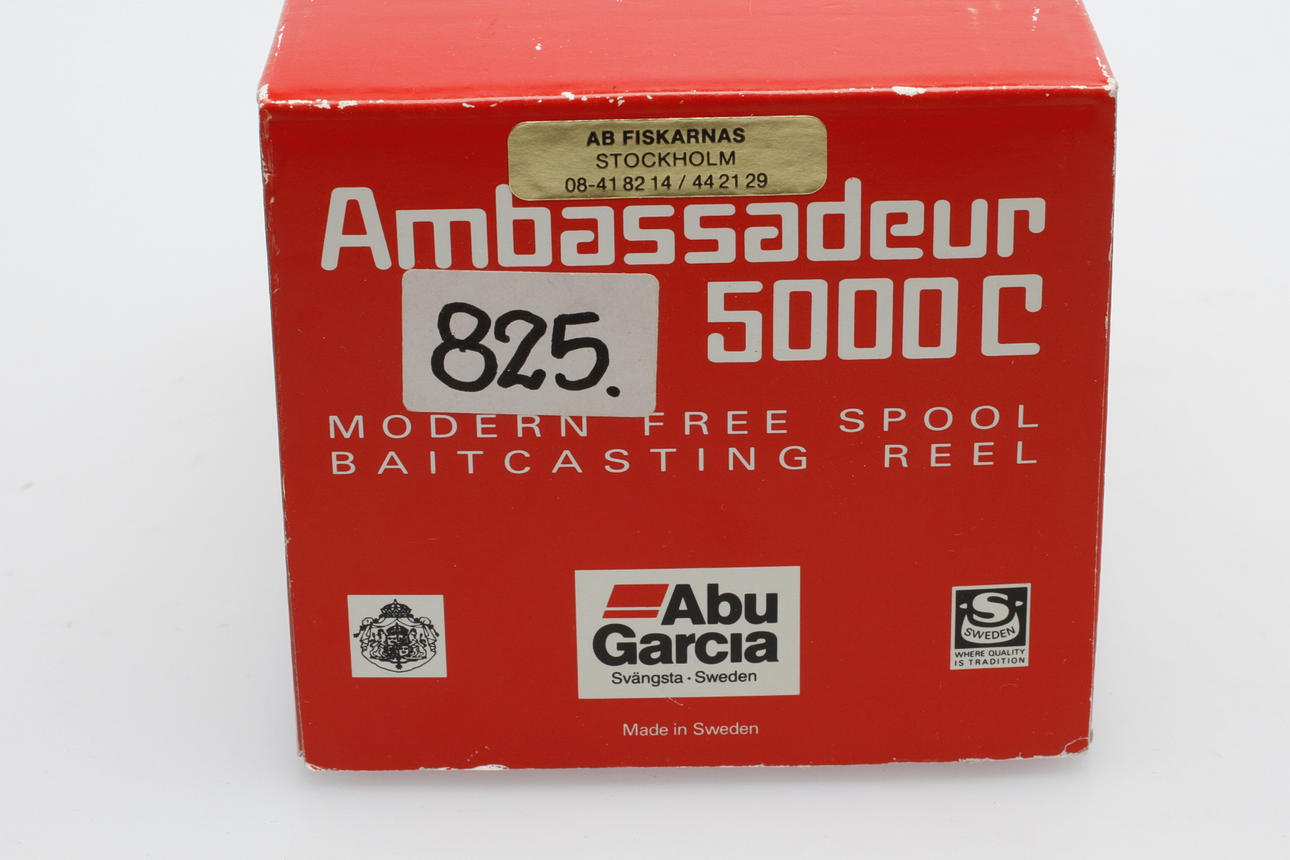 AB FISKARNAS
STOCKHOLM
08-41 82 14 / 44 21 29
Ambassadeur
5000 C
825.
MODERN FREE SPOOL
BAITCASTING REEL
Abu
Garcia
Svängsta · Sweden
S
SWEDEN
WHERE QUALITY
IS TRADITION
Made in Sweden